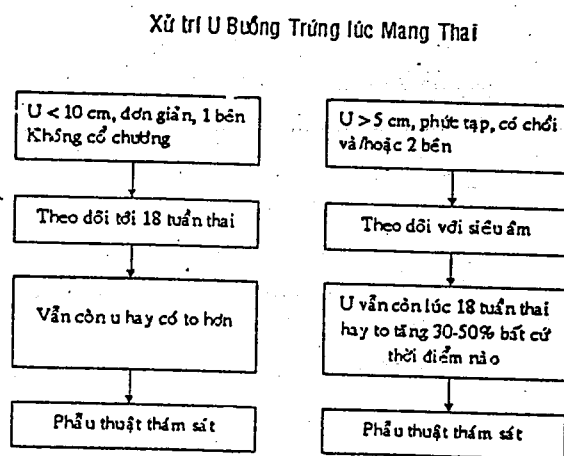 Xử trí U Buồng Trứng lúc Mang Thai
U < 10 cm, đơn giản, 1 bên
Không cổ chướng
Theo dõi tới 18 tuần thai
Vẫn còn u hay có to hơn
Phẫu thuật thám sát
U > 5 cm, phức tạp, có chồi
và/hoặc 2 bên
Theo dõi với siêu âm
U vẫn còn lúc 18 tuần thai
hay to tăng 30-50% bất cứ
thời điểm nào
Phẫu thuật thám sát